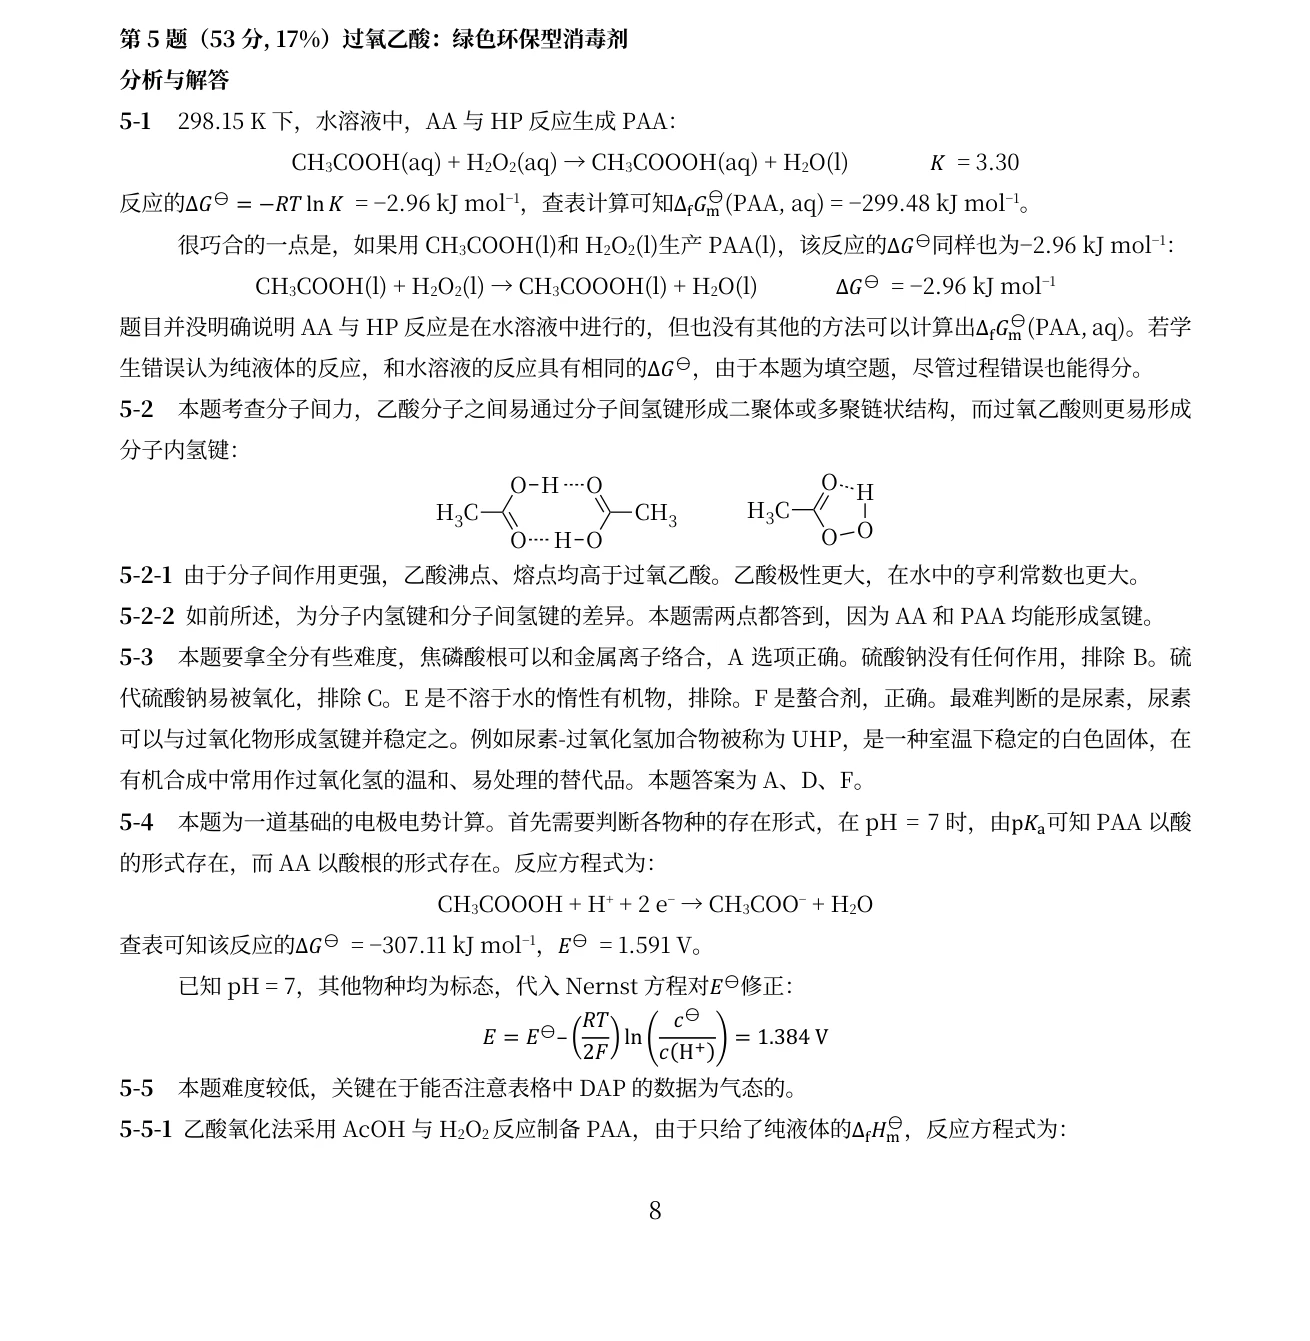 第 5 题（53 分, 17%）过氧乙酸：绿色环保型消毒剂
分析与解答
5-1 298.15 K 下，水溶液中，AA 与 HP 反应生成 PAA：
CH₃COOH(aq) + H₂O₂(aq) → CH₃COOOH(aq) + H₂O(l) K = 3.30
反应的ΔG⊖ = −RT ln K = −2.96 kJ mol⁻¹，查表计算可知ΔfGm⊖(PAA, aq) = −299.48 kJ mol⁻¹。
很巧合的一点是，如果用 CH₃COOH(l)和 H₂O₂(l)生产 PAA(l)，该反应的ΔG⊖同样也为−2.96 kJ mol⁻¹：
CH₃COOH(l) + H₂O₂(l) → CH₃COOOH(l) + H₂O(l) ΔG⊖ = −2.96 kJ mol⁻¹
题目并没明确说明 AA 与 HP 反应是在水溶液中进行的，但也没有其他的方法可以计算出ΔfGm⊖(PAA, aq)。若学
生错误认为纯液体的反应，和水溶液的反应具有相同的ΔG⊖，由于本题为填空题，尽管过程错误也能得分。
5-2 本题考查分子间力，乙酸分子之间易通过分子间氢键形成二聚体或多聚链状结构，而过氧乙酸则更易形成
分子内氢键：
O H O O H
H₃C CH₃ H₃C
O H O O O
5-2-1 由于分子间作用更强，乙酸沸点、熔点均高于过氧乙酸。乙酸极性更大，在水中的亨利常数也更大。
5-2-2 如前所述，为分子内氢键和分子间氢键的差异。本题需两点都答到，因为 AA 和 PAA 均能形成氢键。
5-3 本题要拿全分有些难度，焦磷酸根可以和金属离子络合，A 选项正确。硫酸钠没有任何作用，排除 B。硫
代硫酸钠易被氧化，排除 C。E 是不溶于水的惰性有机物，排除。F 是螯合剂，正确。最难判断的是尿素，尿素
可以与过氧化物形成氢键并稳定之。例如尿素-过氧化氢加合物被称为 UHP，是一种室温下稳定的白色固体，在
有机合成中常用作过氧化氢的温和、易处理的替代品。本题答案为 A、D、F。
5-4 本题为一道基础的电极电势计算。首先需要判断各物种的存在形式，在 pH = 7 时，由pKa可知 PAA 以酸
的形式存在，而 AA 以酸根的形式存在。反应方程式为：
CH₃COOOH + H⁺ + 2 e⁻ → CH₃COO⁻ + H₂O
查表可知该反应的ΔG⊖ = −307.11 kJ mol⁻¹，E⊖ = 1.591 V。
已知 pH = 7，其他物种均为标态，代入 Nernst 方程对E⊖修正：
E = E⊖–(RT/2F) ln (c⊖/c(H⁺)) = 1.384 V
5-5 本题难度较低，关键在于能否注意表格中 DAP 的数据为气态的。
5-5-1 乙酸氧化法采用 AcOH 与 H₂O₂ 反应制备 PAA，由于只给了纯液体的ΔfHm⊖，反应方程式为：
8